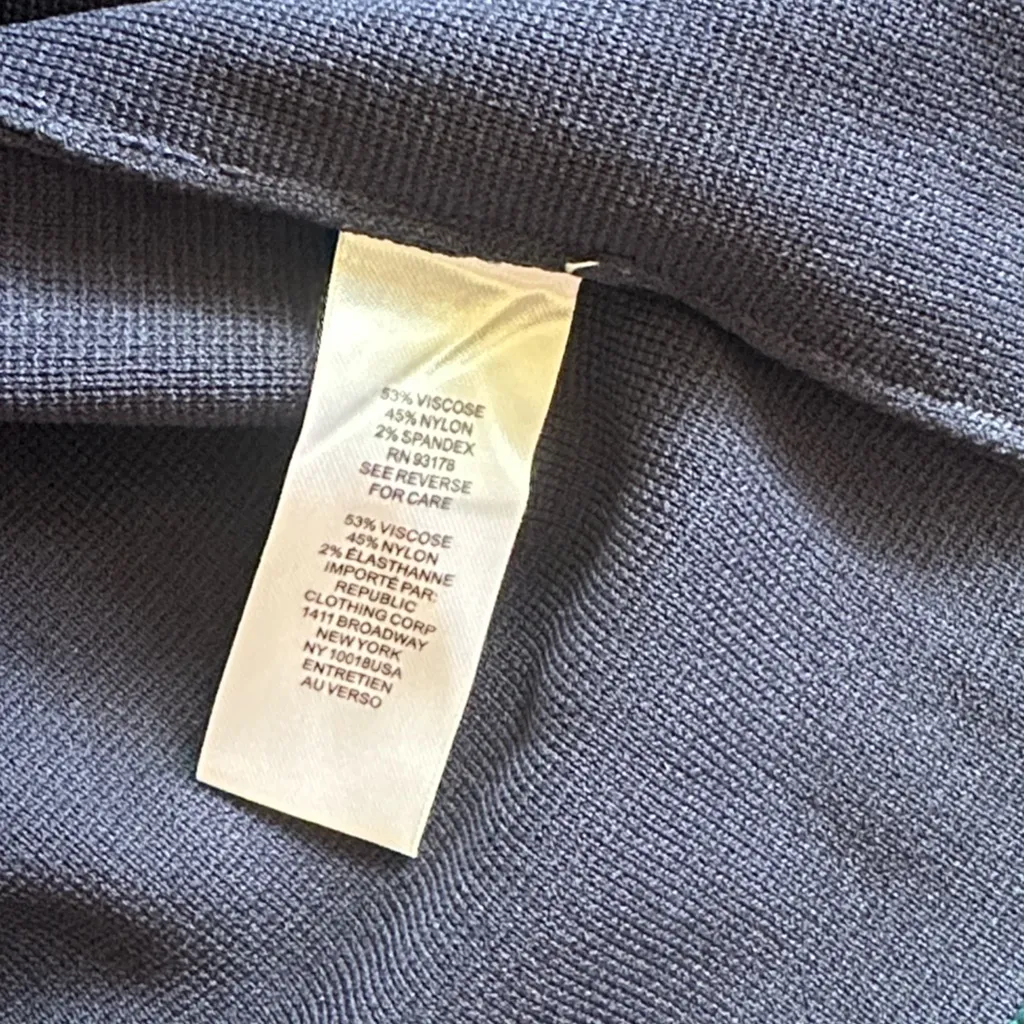 53% VISCOSE
45% NYLON
2% SPANDEX
RN 93178
SEE REVERSE
FOR CARE
53% VISCOSE
45% NYLON
2% ÉLASTHANNE
IMPORTÉ PAR:
REPUBLIC
CLOTHING CORP
1411 BROADWAY
NEW YORK
NY 10018USA
ENTRETIEN
AU VERSO